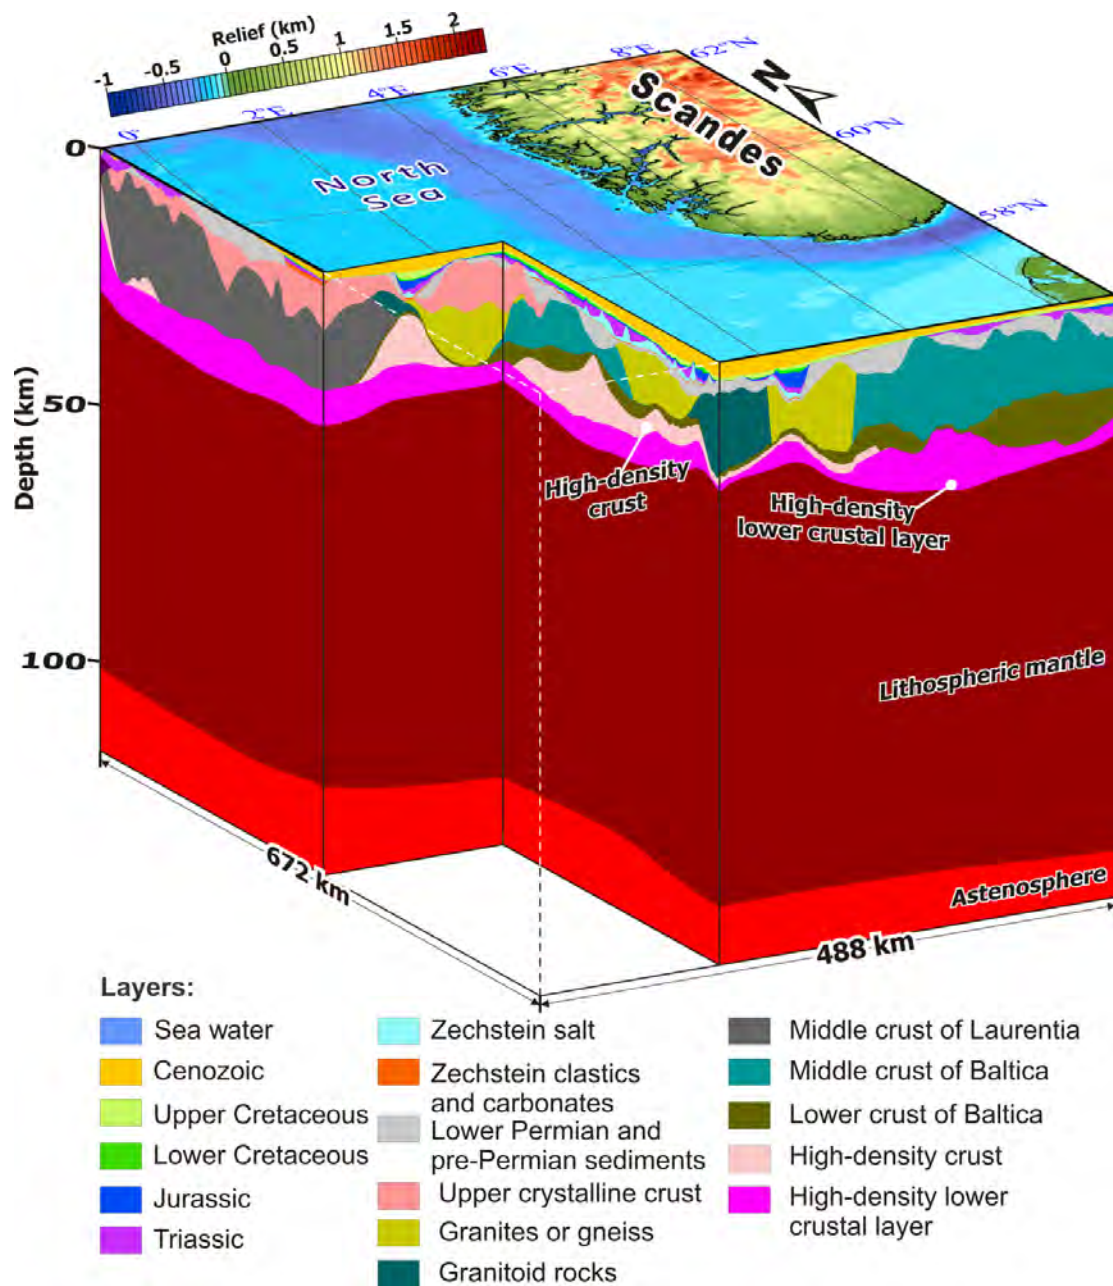 Relief (km)
-1 -0.5 0 0.5 1 1.5 2
0° 2°E 4°E 6°E 8°E 62°N
N
Scandes
60°N
58°N
North
Sea
0
50
100
Depth (km)
High-density
crust
High-density
lower crustal layer
Lithospheric mantle
Astenosphere
672 km
488 km
Layers:
Sea water
Cenozoic
Upper Cretaceous
Lower Cretaceous
Jurassic
Triassic
Zechstein salt
Zechstein clastics
and carbonates
Lower Permian and
pre-Permian sediments
Upper crystalline crust
Granites or gneiss
Granitoid rocks
Middle crust of Laurentia
Middle crust of Baltica
Lower crust of Baltica
High-density crust
High-density lower
crustal layer